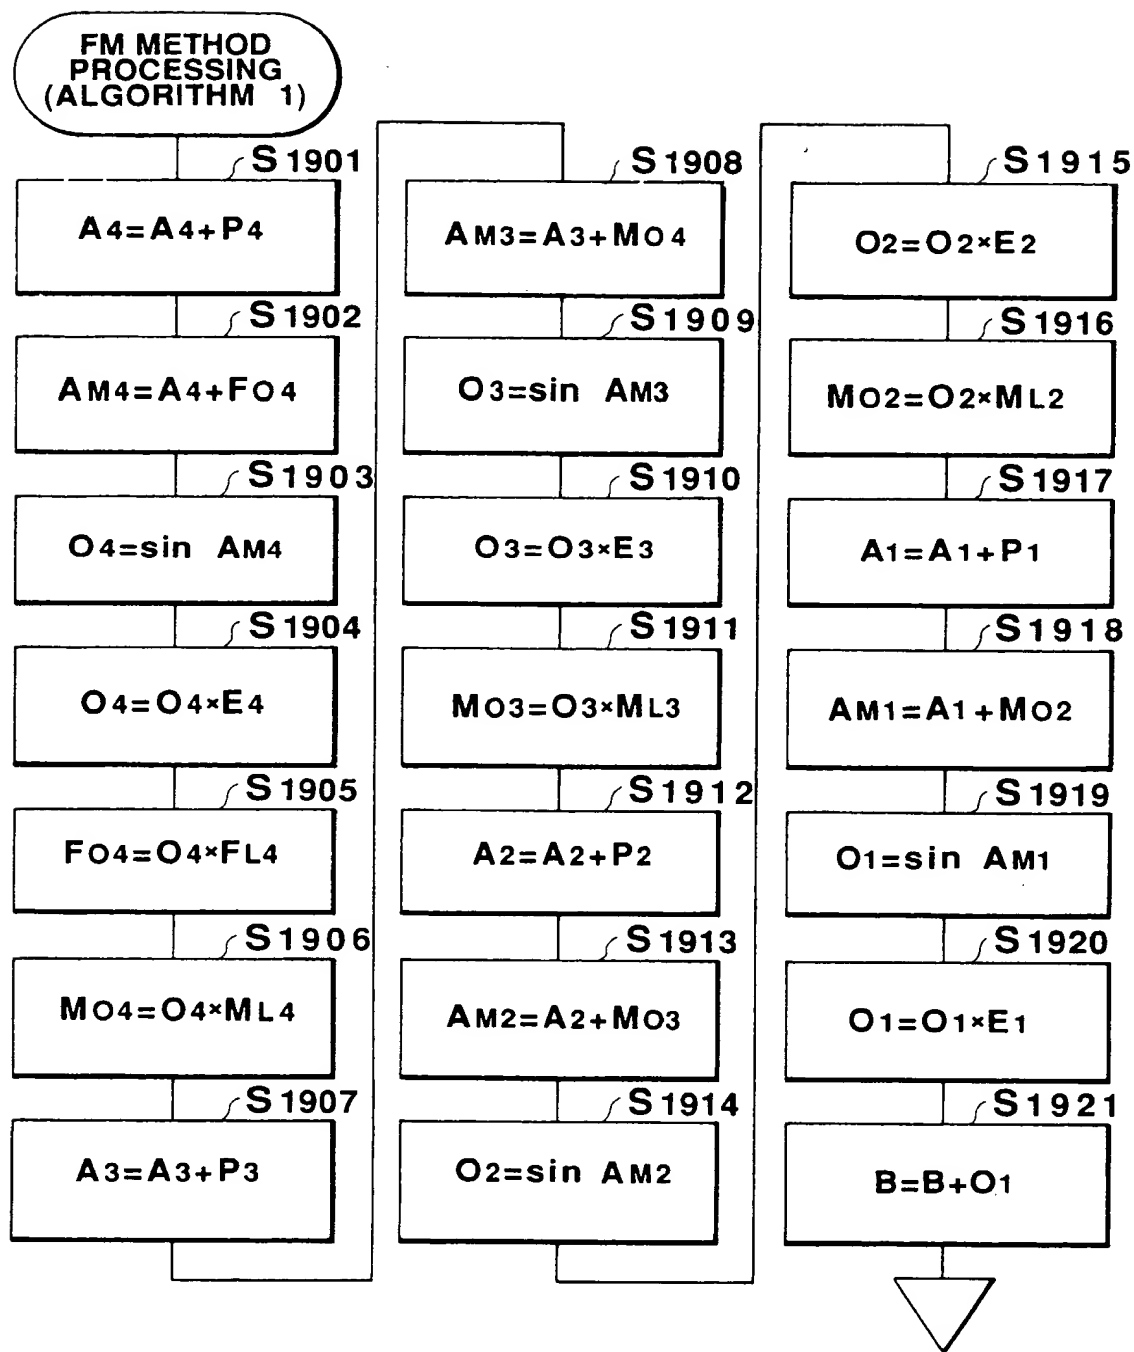 FM METHOD
PROCESSING
(ALGORITHM 1)
S1901
A4=A4+P4
S1902
AM4=A4+FO4
S1903
O4=sin AM4
S1904
O4=O4×E4
S1905
FO4=O4×FL4
S1906
MO4=O4×ML4
S1907
A3=A3+P3
S1908
AM3=A3+MO4
S1909
O3=sin AM3
S1910
O3=O3×E3
S1911
MO3=O3×ML3
S1912
A2=A2+P2
S1913
AM2=A2+MO3
S1914
O2=sin AM2
S1915
O2=O2×E2
S1916
MO2=O2×ML2
S1917
A1=A1+P1
S1918
AM1=A1+MO2
S1919
O1=sin AM1
S1920
O1=O1×E1
S1921
B=B+O1